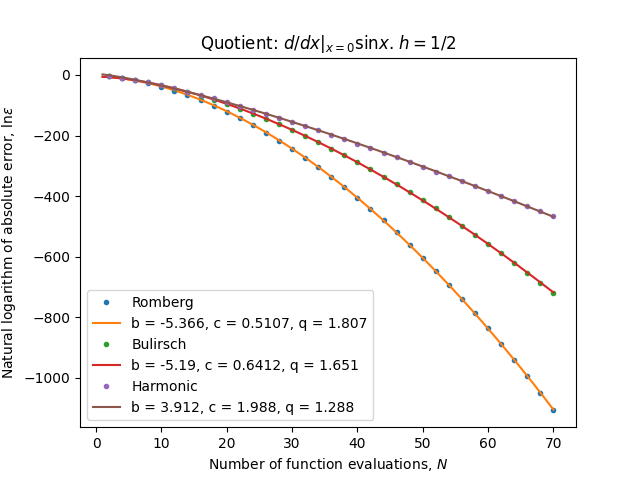 Quotient: d/dx|ₓ₌₀sinx. h = 1/2
Natural logarithm of absolute error, lnε
0
−200
−400
−600
−800
−1000
Romberg
b = -5.366, c = 0.5107, q = 1.807
Bulirsch
b = -5.19, c = 0.6412, q = 1.651
Harmonic
b = 3.912, c = 1.988, q = 1.288
0 10 20 30 40 50 60 70
Number of function evaluations, N